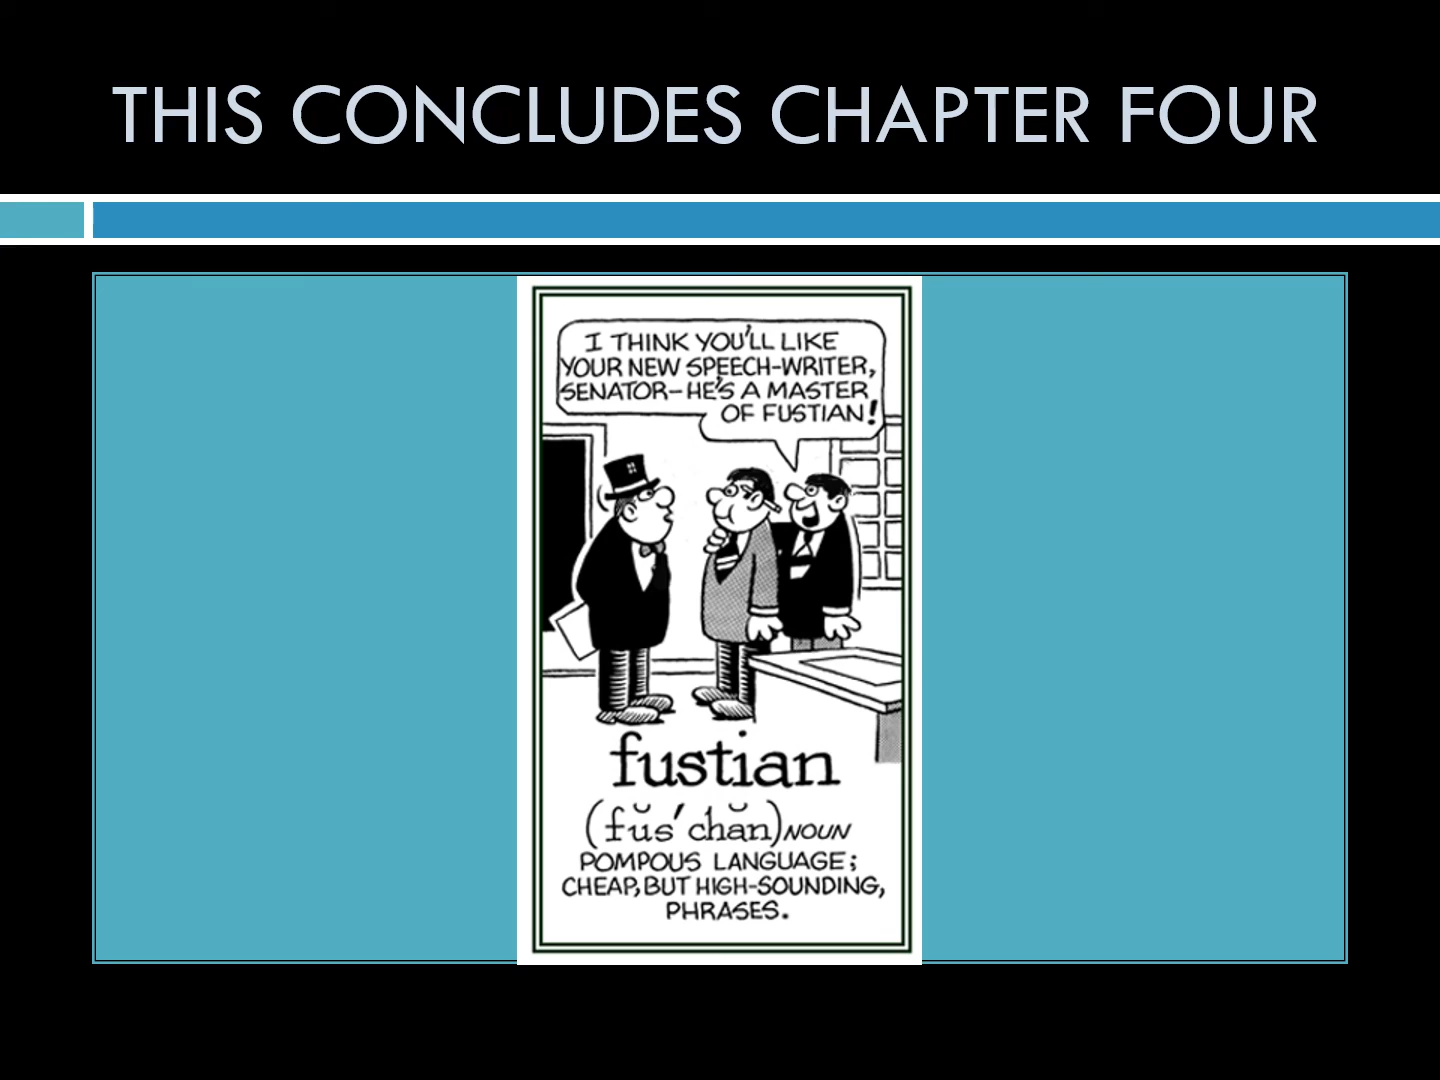 THIS CONCLUDES CHAPTER FOUR
I THINK YOU'LL LIKE
YOUR NEW SPEECH-WRITER,
SENATOR–HE'S A MASTER
OF FUSTIAN!
fustian
(fŭs′chăn) NOUN
POMPOUS LANGUAGE;
CHEAP, BUT HIGH-SOUNDING,
PHRASES.